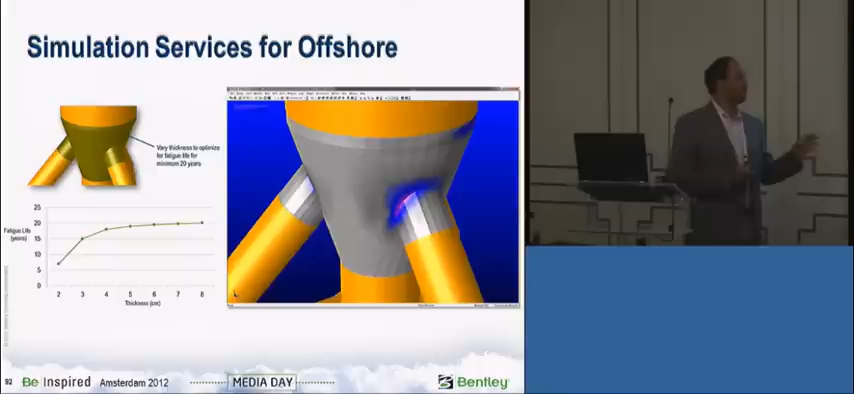 Simulation Services for Offshore
Vary thickness to optimize
for fatigue life for
minimum 20 years
25
20
15
10
5
0
Fatigue Life
(years)
2 3 4 5 6 7 8
Thickness (cm)
92 Be Inspired Amsterdam 2012 MEDIA DAY Bentley